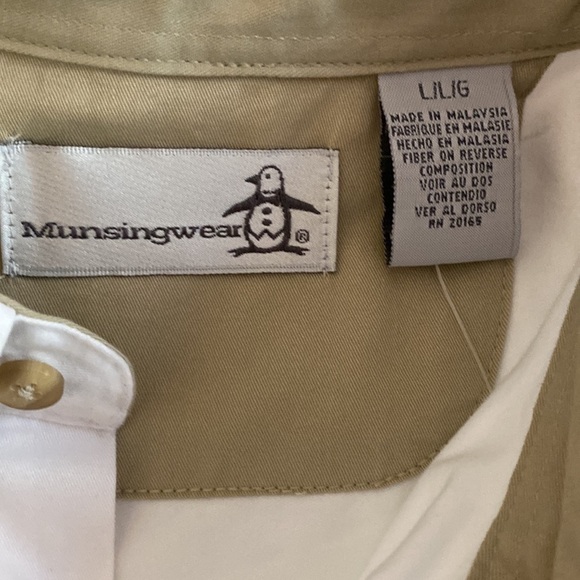 Munsingwear®
L/L/G
MADE IN MALAYSIA
FABRIQUE EN MALASIE
HECHO EN MALASIA
FIBER ON REVERSE
COMPOSITION
VOIR AU DOS
CONTENDIO
VER AL DORSO
RN 20165